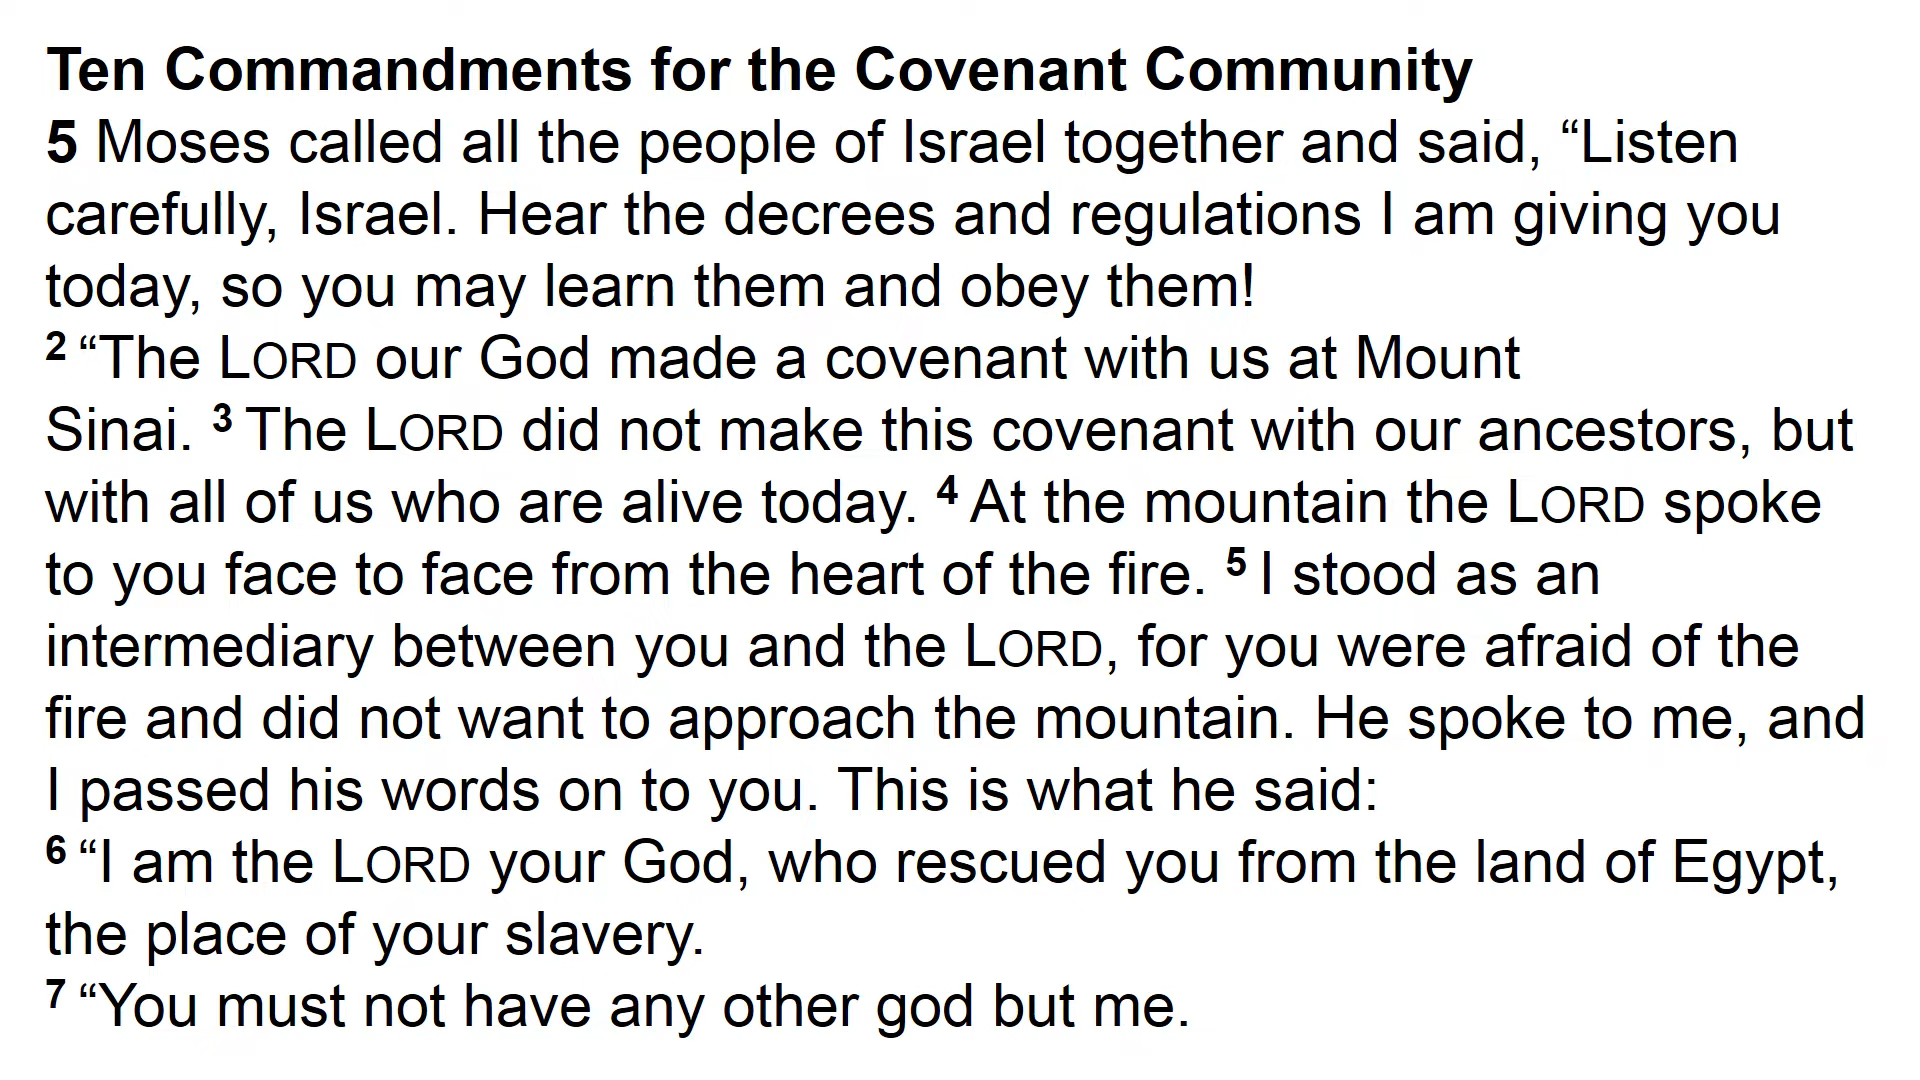 Ten Commandments for the Covenant Community
5 Moses called all the people of Israel together and said, “Listen
carefully, Israel. Hear the decrees and regulations I am giving you
today, so you may learn them and obey them!
2 “The LORD our God made a covenant with us at Mount
Sinai. 3 The LORD did not make this covenant with our ancestors, but
with all of us who are alive today. 4 At the mountain the LORD spoke
to you face to face from the heart of the fire. 5 I stood as an
intermediary between you and the LORD, for you were afraid of the
fire and did not want to approach the mountain. He spoke to me, and
I passed his words on to you. This is what he said:
6 “I am the LORD your God, who rescued you from the land of Egypt,
the place of your slavery.
7 “You must not have any other god but me.